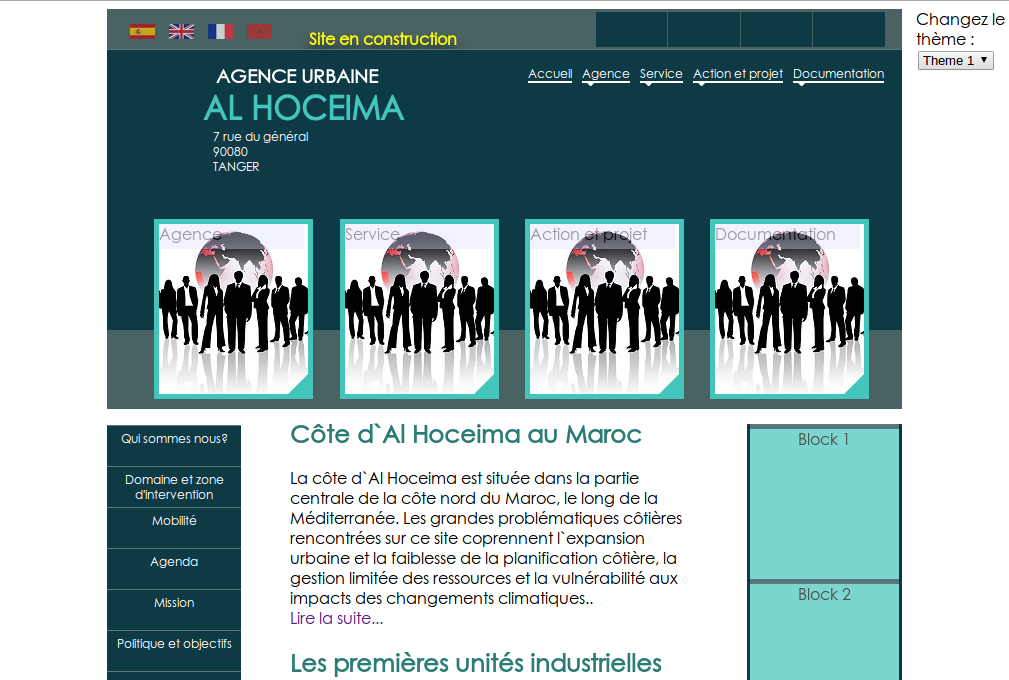 Site en construction
Changez le
thème :
Theme 1
AGENCE URBAINE
AL HOCEIMA
7 rue du général
90080
TANGER
Accueil Agence Service Action et projet Documentation
Agence Service Action et projet Documentation
Qui sommes nous?
Domaine et zone
d'intervention
Mobilité
Agenda
Mission
Politique et objectifs
Côte d`Al Hoceima au Maroc
La côte d`Al Hoceima est située dans la partie
centrale de la côte nord du Maroc, le long de la
Méditerranée. Les grandes problématiques côtières
rencontrées sur ce site coprennent l`expansion
urbaine et la faiblesse de la planification côtière, la
gestion limitée des ressources et la vulnérabilité aux
impacts des changements climatiques..
Lire la suite...
Les premières unités industrielles
Block 1
Block 2